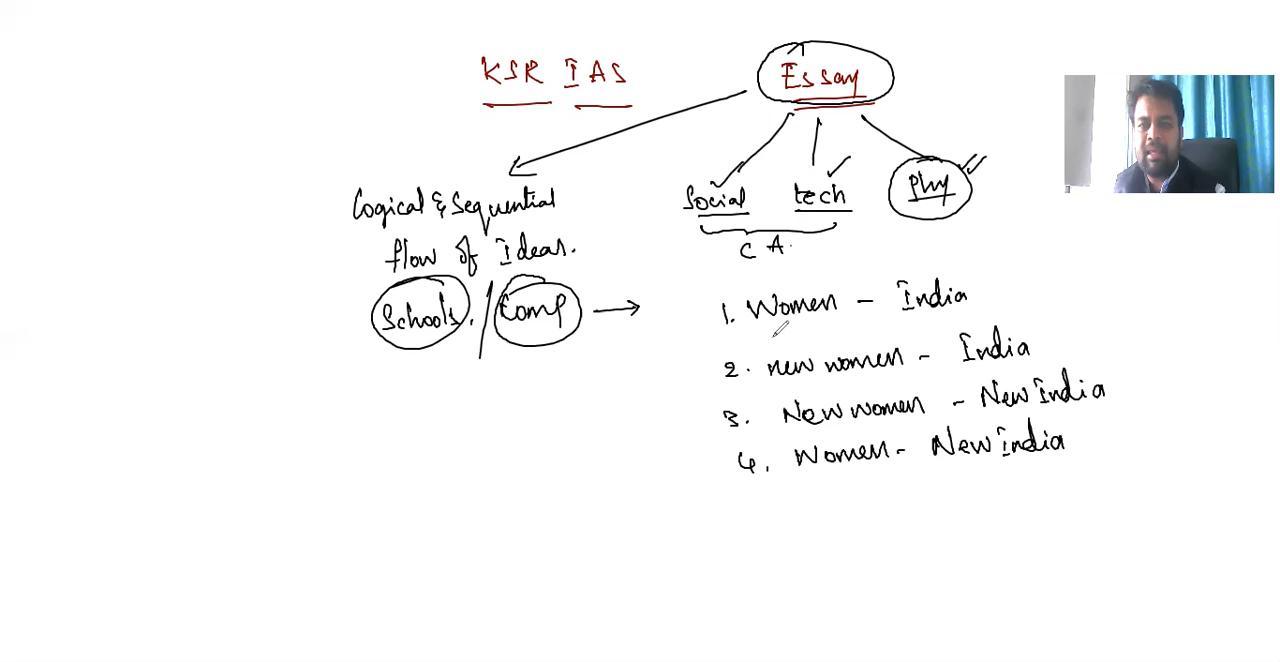 KSR IAS
Essay
Logical & Sequential
flow of Ideas.
Schools. / Comp
Social
tech
Phy
C A.
1. Women - India
2. new women - India
3. New women - New India
4. Women - New India